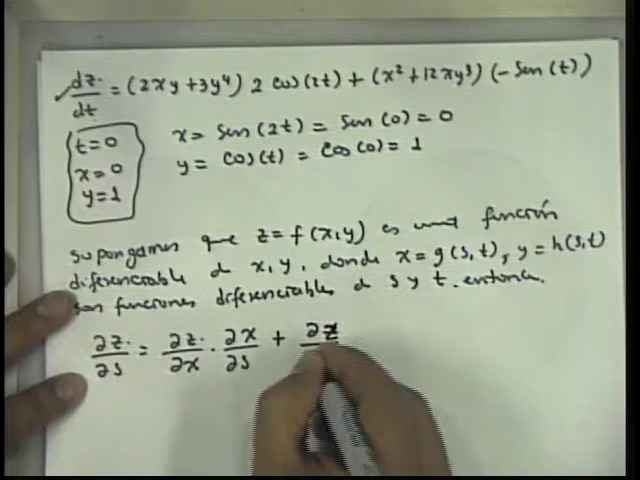 dz/dt = (2xy + 3y⁴) 2 cos(2t) + (x² + 12xy³) (- sen(t))
t=0
x=0
y=1
x = sen(2t) = sen(0) = 0
y = cos(t) = cos(0) = 1
supongamos que z = f(x,y) es una función
diferenciable de x, y, donde x = g(s,t), y = h(s,t)
son funciones diferenciables de s y t. entonces.
∂z/∂s = ∂z/∂x · ∂x/∂s + ∂z